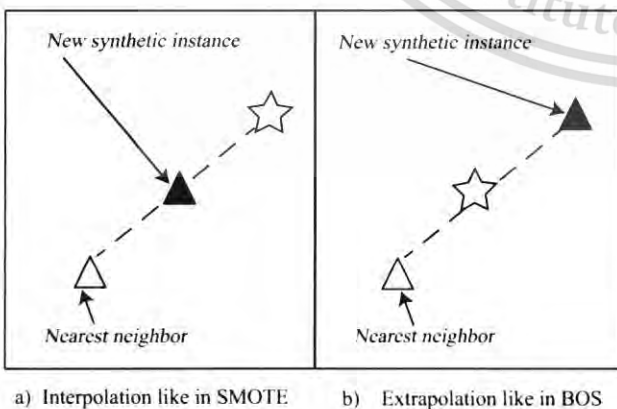 New synthetic instance
Nearest neighbor
a) Interpolation like in SMOTE
New synthetic instance
Nearest neighbor
b) Extrapolation like in BOS